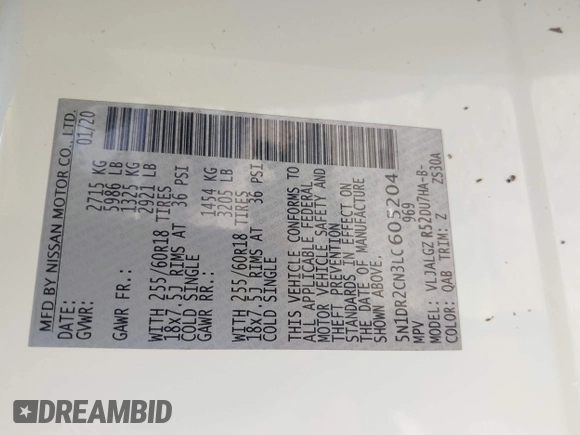 MFD BY NISSAN MOTOR CO., LTD.
DATE: 01/20
GVWR: 2715 KG
5986 LB
GAWR FR.: 1325 KG
2921 LB
WITH 255/60R18 TIRES
18x7.5J RIMS AT 36 PSI
COLD SINGLE
GAWR RR.: 1454 KG
3205 LB
WITH 255/60R18 TIRES
18x7.5J RIMS AT 36 PSI
COLD SINGLE
THIS VEHICLE CONFORMS TO
ALL APPLICABLE FEDERAL
MOTOR VEHICLE SAFETY AND
THEFT PREVENTION
STANDARDS IN EFFECT ON
THE DATE OF MANUFACTURE
SHOWN ABOVE.
5N1DR2CN3LC605204
MPV 969
MODEL: VLJALGZ R52DU7HA-B-
COLOR: QAB TRIM: Z ZS30A
DREAMBID